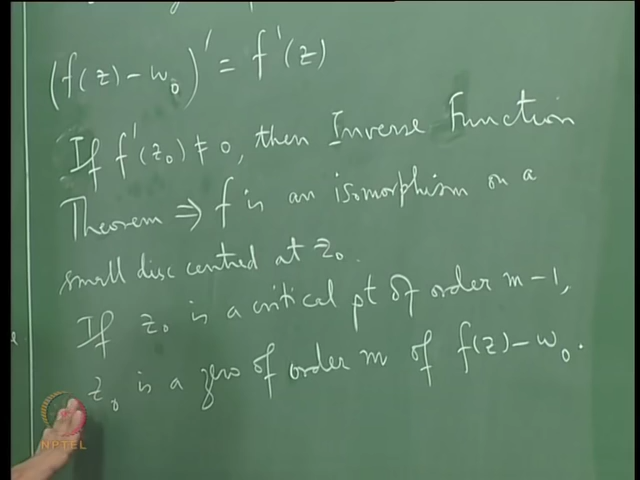 (f(z) - w₀)' = f'(z)
If f'(z₀) ≠ 0, then Inverse Function
Theorem ⇒ f is an isomorphism on a
small disc centred at z₀.
If z₀ is a critical pt of order m-1,
z₀ is a zero of order m of f(z) - w₀.
NPTEL